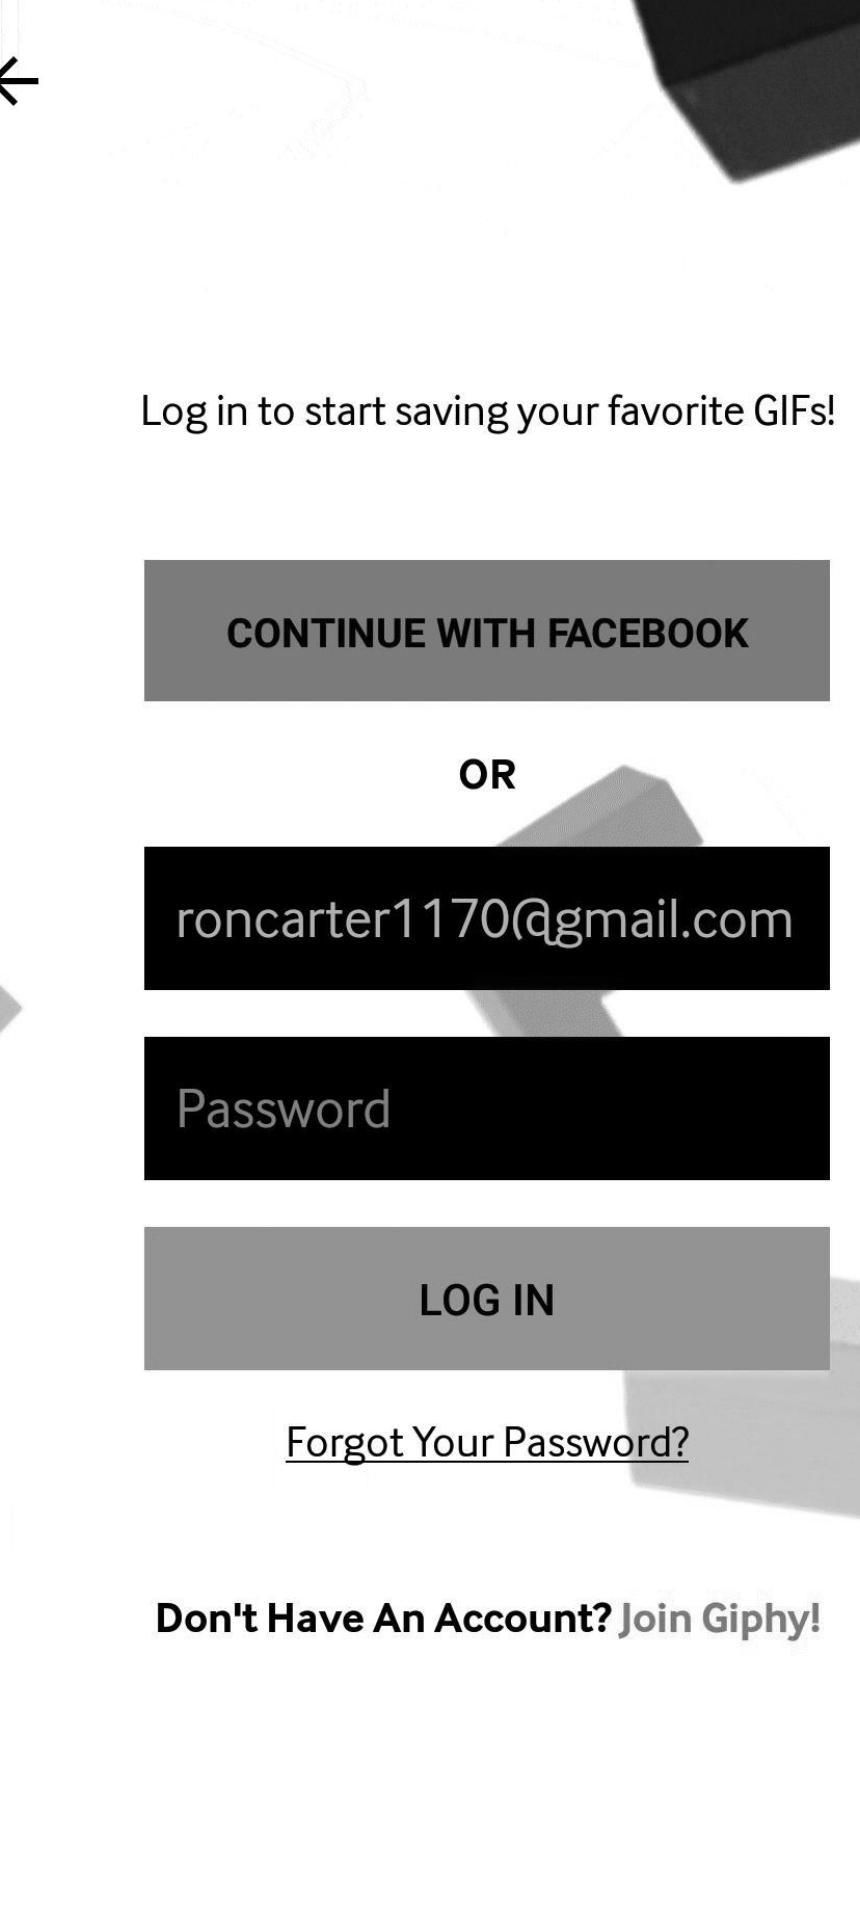 Log in to start saving your favorite GIFs!
CONTINUE WITH FACEBOOK
OR
roncarter1170@gmail.com
Password
LOG IN
Forgot Your Password?
Don't Have An Account? Join Giphy!